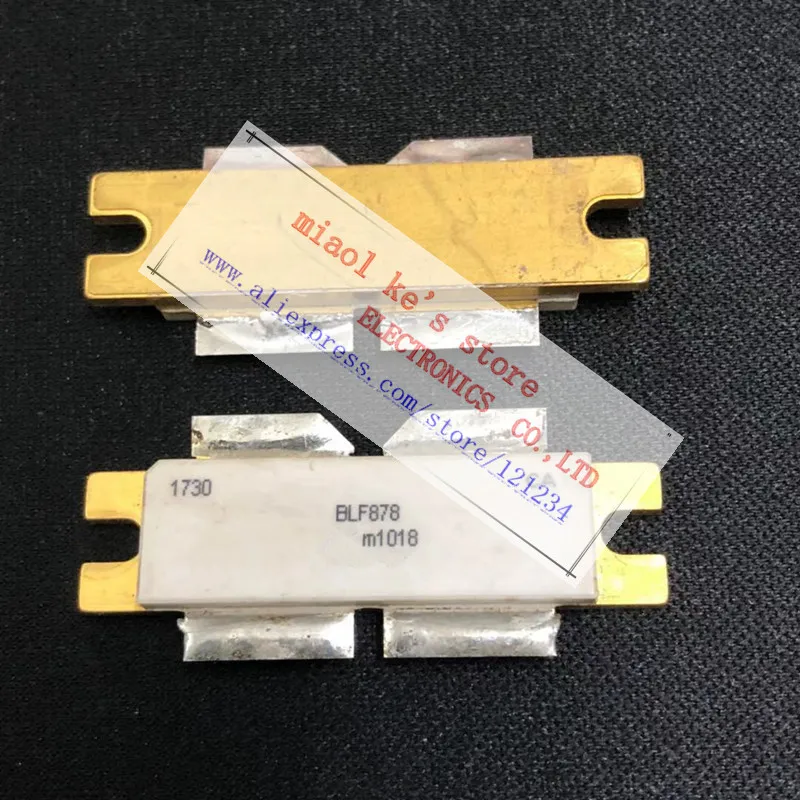 miaol ke's store
ELECTRONICS CO.,LTD
www.aliexpress.com/store/121234
1730
BLF878
m1018